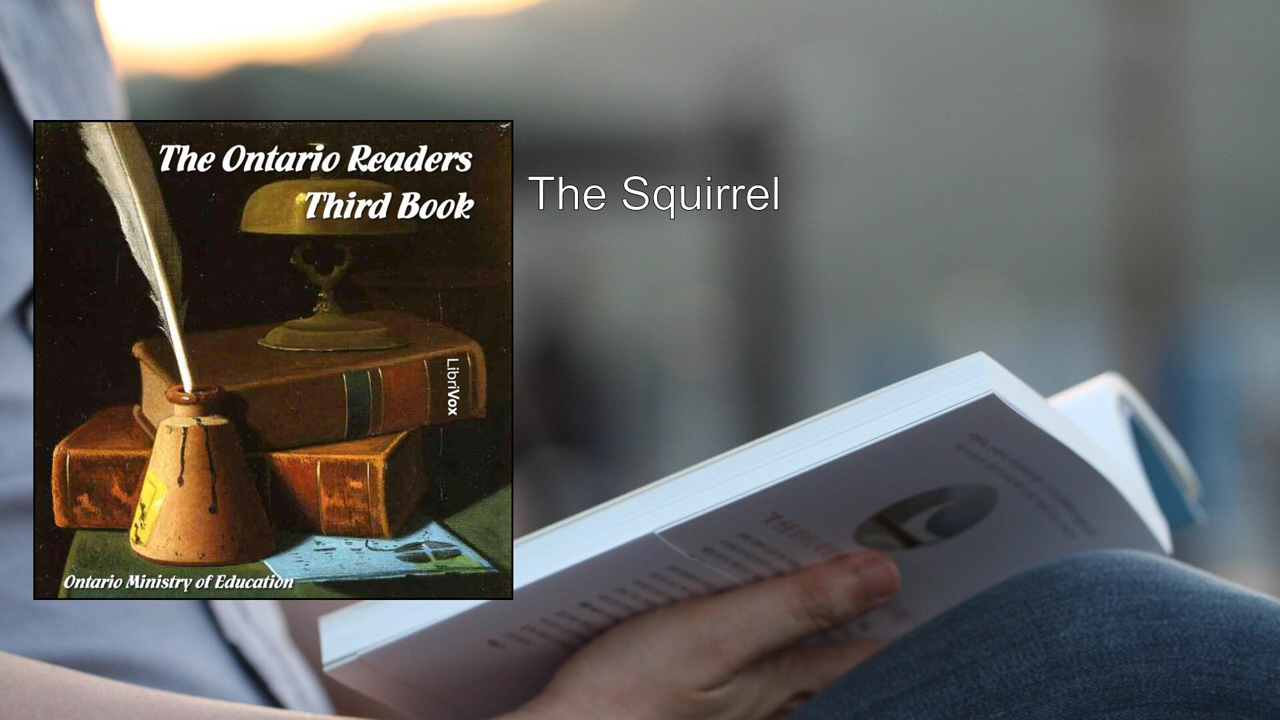 The Ontario Readers
Third Book
LibriVox
Ontario Ministry of Education
The Squirrel